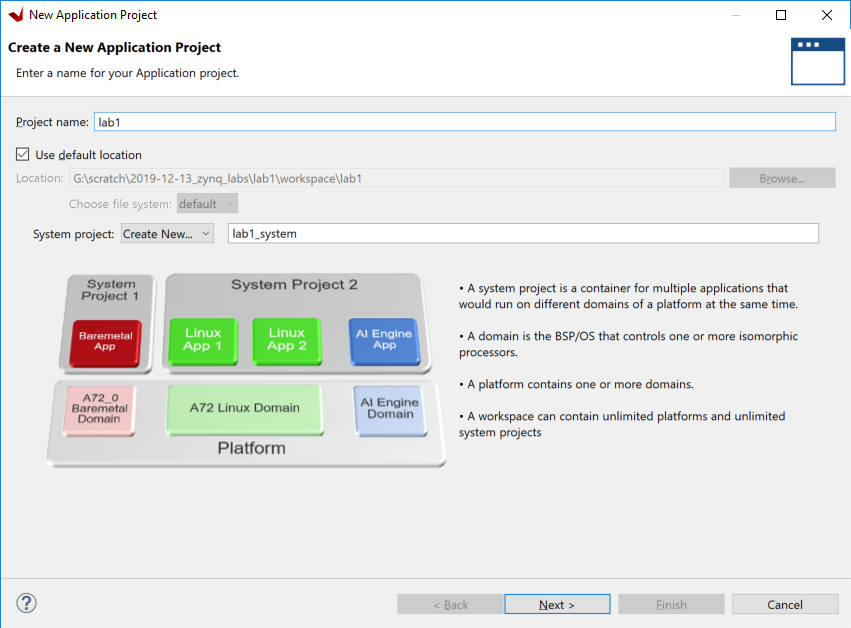 New Application Project
Create a New Application Project
Enter a name for your Application project.
Project name: lab1
Use default location
Location: G:\scratch\2019-12-13_zynq_labs\lab1\workspace\lab1 Browse...
Choose file system: default
System project: Create New... lab1_system
System
Project 1
System Project 2
Baremetal
App
Linux
App 1
Linux
App 2
AI Engine
App
A72_0
Baremetal
Domain
A72 Linux Domain
AI Engine
Domain
Platform
• A system project is a container for multiple applications that
would run on different domains of a platform at the same time.
• A domain is the BSP/OS that controls one or more isomorphic
processors.
• A platform contains one or more domains.
• A workspace can contain unlimited platforms and unlimited
system projects
? < Back Next > Finish Cancel